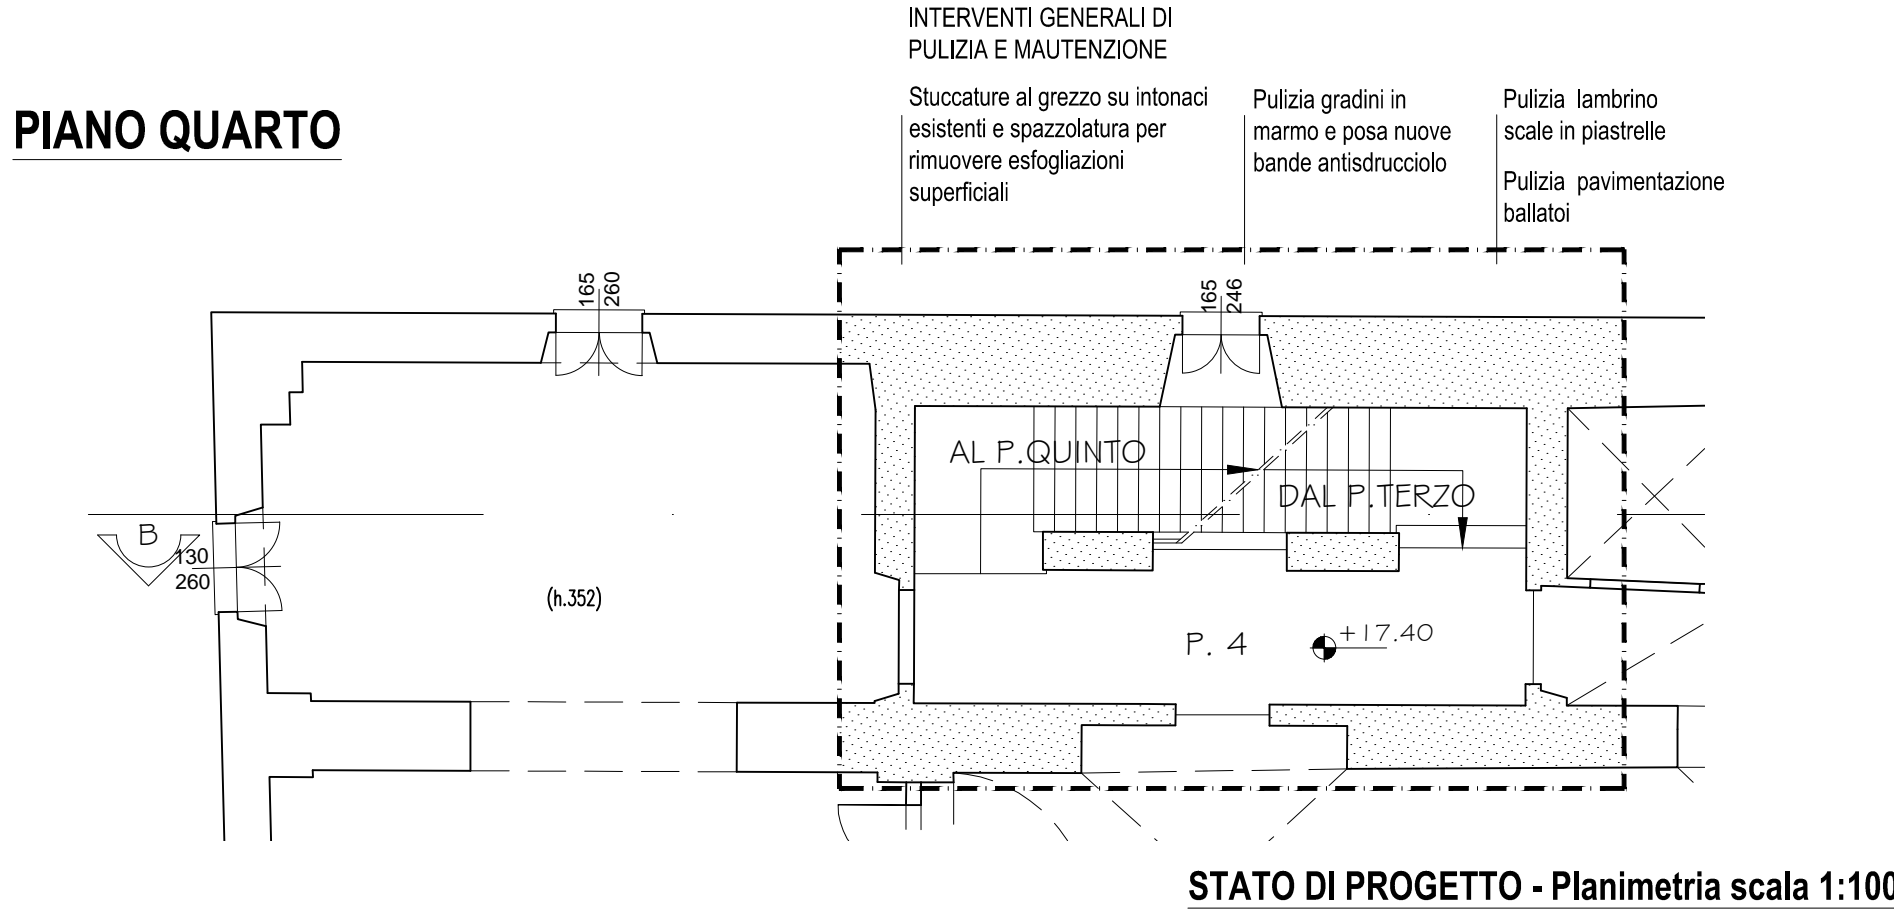 INTERVENTI GENERALI DI
PULIZIA E MAUTENZIONE
PIANO QUARTO
Stuccature al grezzo su intonaci
esistenti e spazzolatura per
rimuovere esfogliazioni
superficiali
Pulizia gradini in
marmo e posa nuove
bande antisdrucciolo
Pulizia lambrino
scale in piastrelle
Pulizia pavimentazione
ballatoi
165
260
165
246
AL P.QUINTO
DAL P.TERZO
B
130
260
(h.352)
P. 4
+17.40
STATO DI PROGETTO - Planimetria scala 1:100